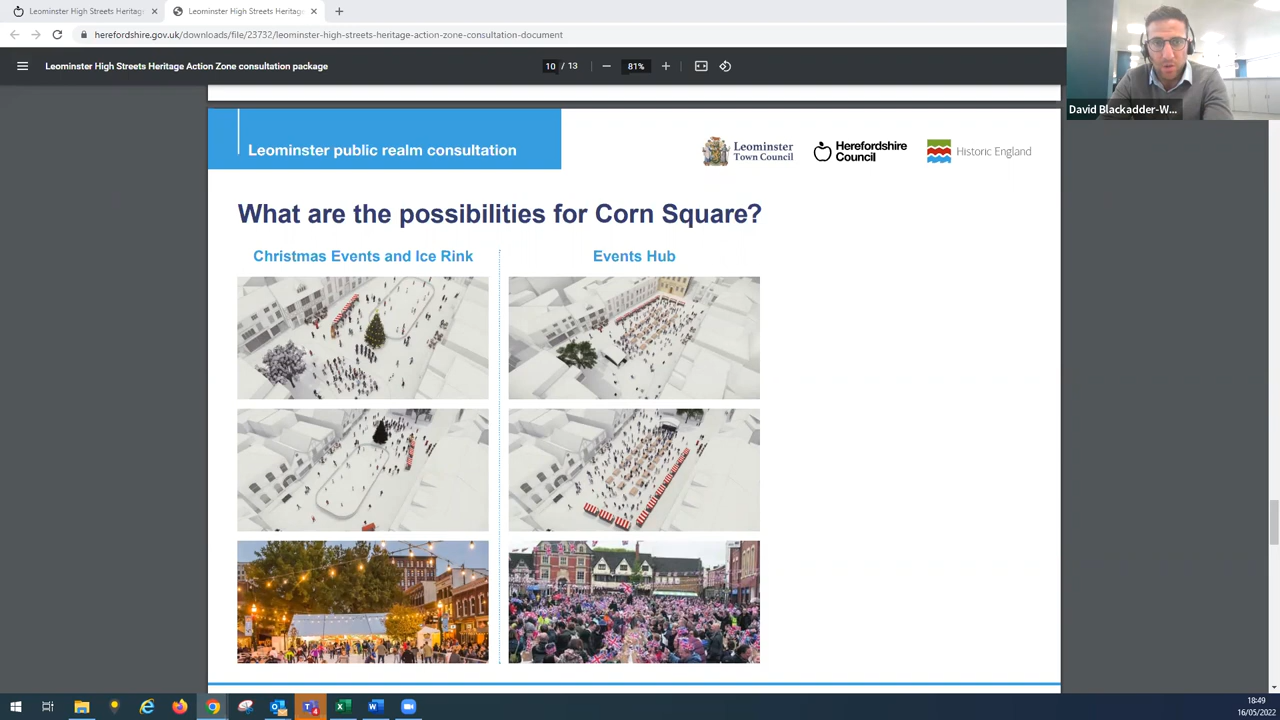 Leominster High Streets Heritage
Leominster High Streets Heritage
herefordshire.gov.uk/downloads/file/23732/leominster-high-streets-heritage-action-zone-consultation-document
Leominster High Streets Heritage Action Zone consultation package
10 / 13
81%
David Blackadder-W...
Leominster public realm consultation
Leominster
Town Council
Herefordshire
Council
Historic England
What are the possibilities for Corn Square?
Christmas Events and Ice Rink
Events Hub
18:49
16/05/2022